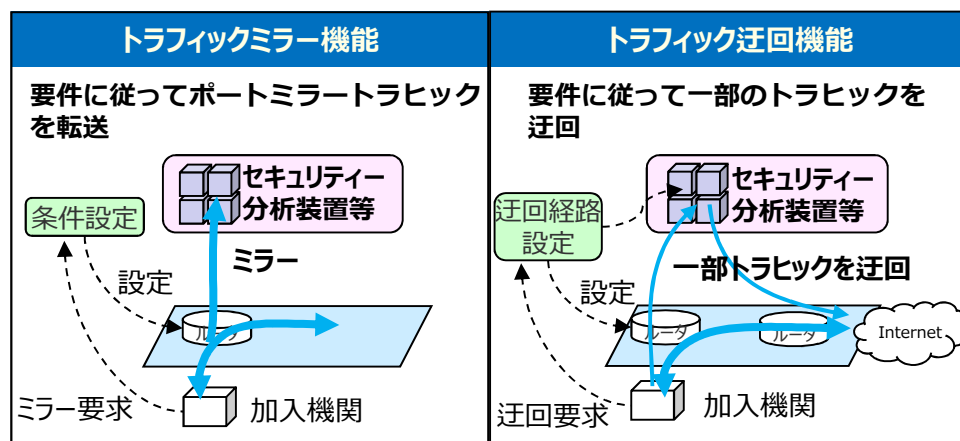 トラフィックミラー機能
要件に従ってポートミラートラヒック
を転送
セキュリティー
分析装置等
条件設定
ミラー
設定
ルータ
ミラー要求
加入機関
トラフィック迂回機能
要件に従って一部のトラヒックを
迂回
セキュリティー
分析装置等
迂回経路
設定
一部トラヒックを迂回
設定
ルータ
ルータ
Internet
迂回要求
加入機関